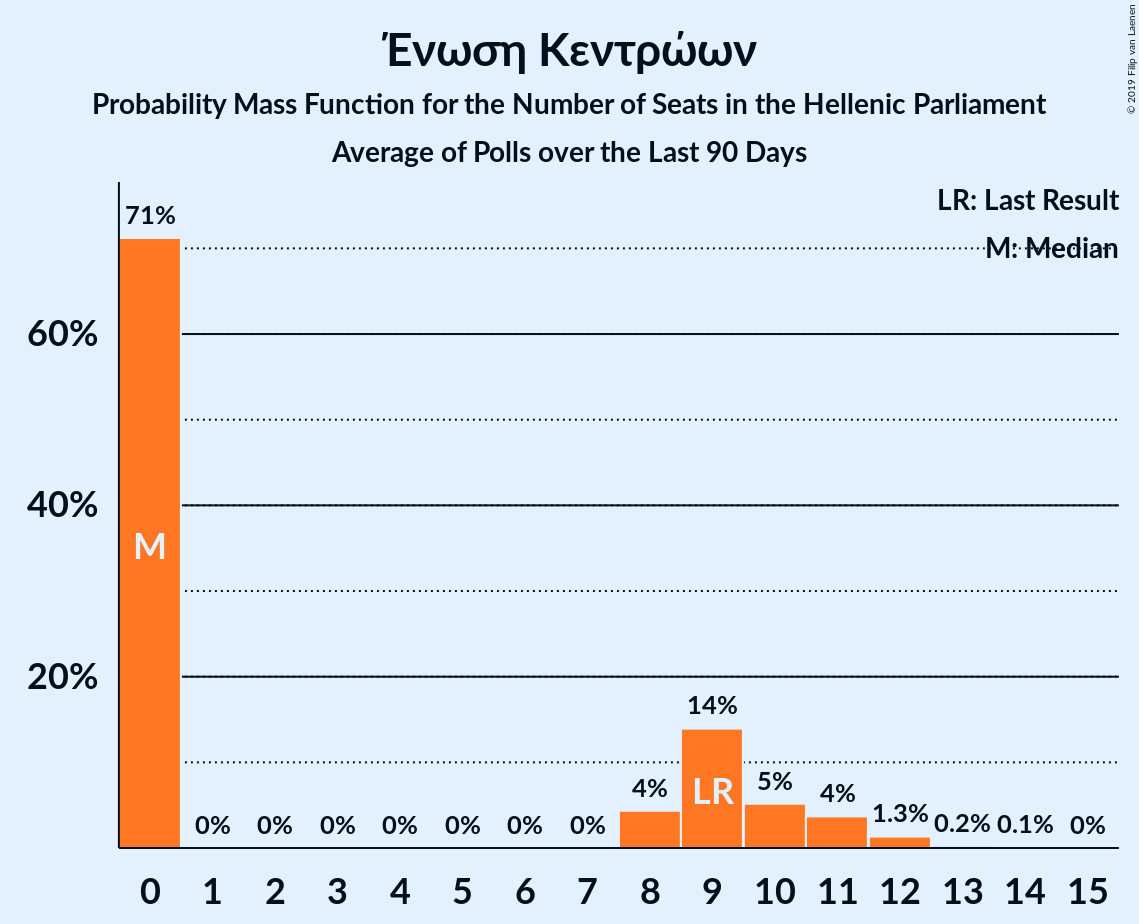 Ένωση Κεντρώων
Probability Mass Function for the Number of Seats in the Hellenic Parliament
Average of Polls over the Last 90 Days
© 2019 Filip van Laenen
LR: Last Result
M: Median
71%
60%
40%
M
20%
14%
LR
0% 0% 0% 0% 0% 0% 0% 4% 5% 4% 1.3% 0.2% 0.1% 0%
0 1 2 3 4 5 6 7 8 9 10 11 12 13 14 15